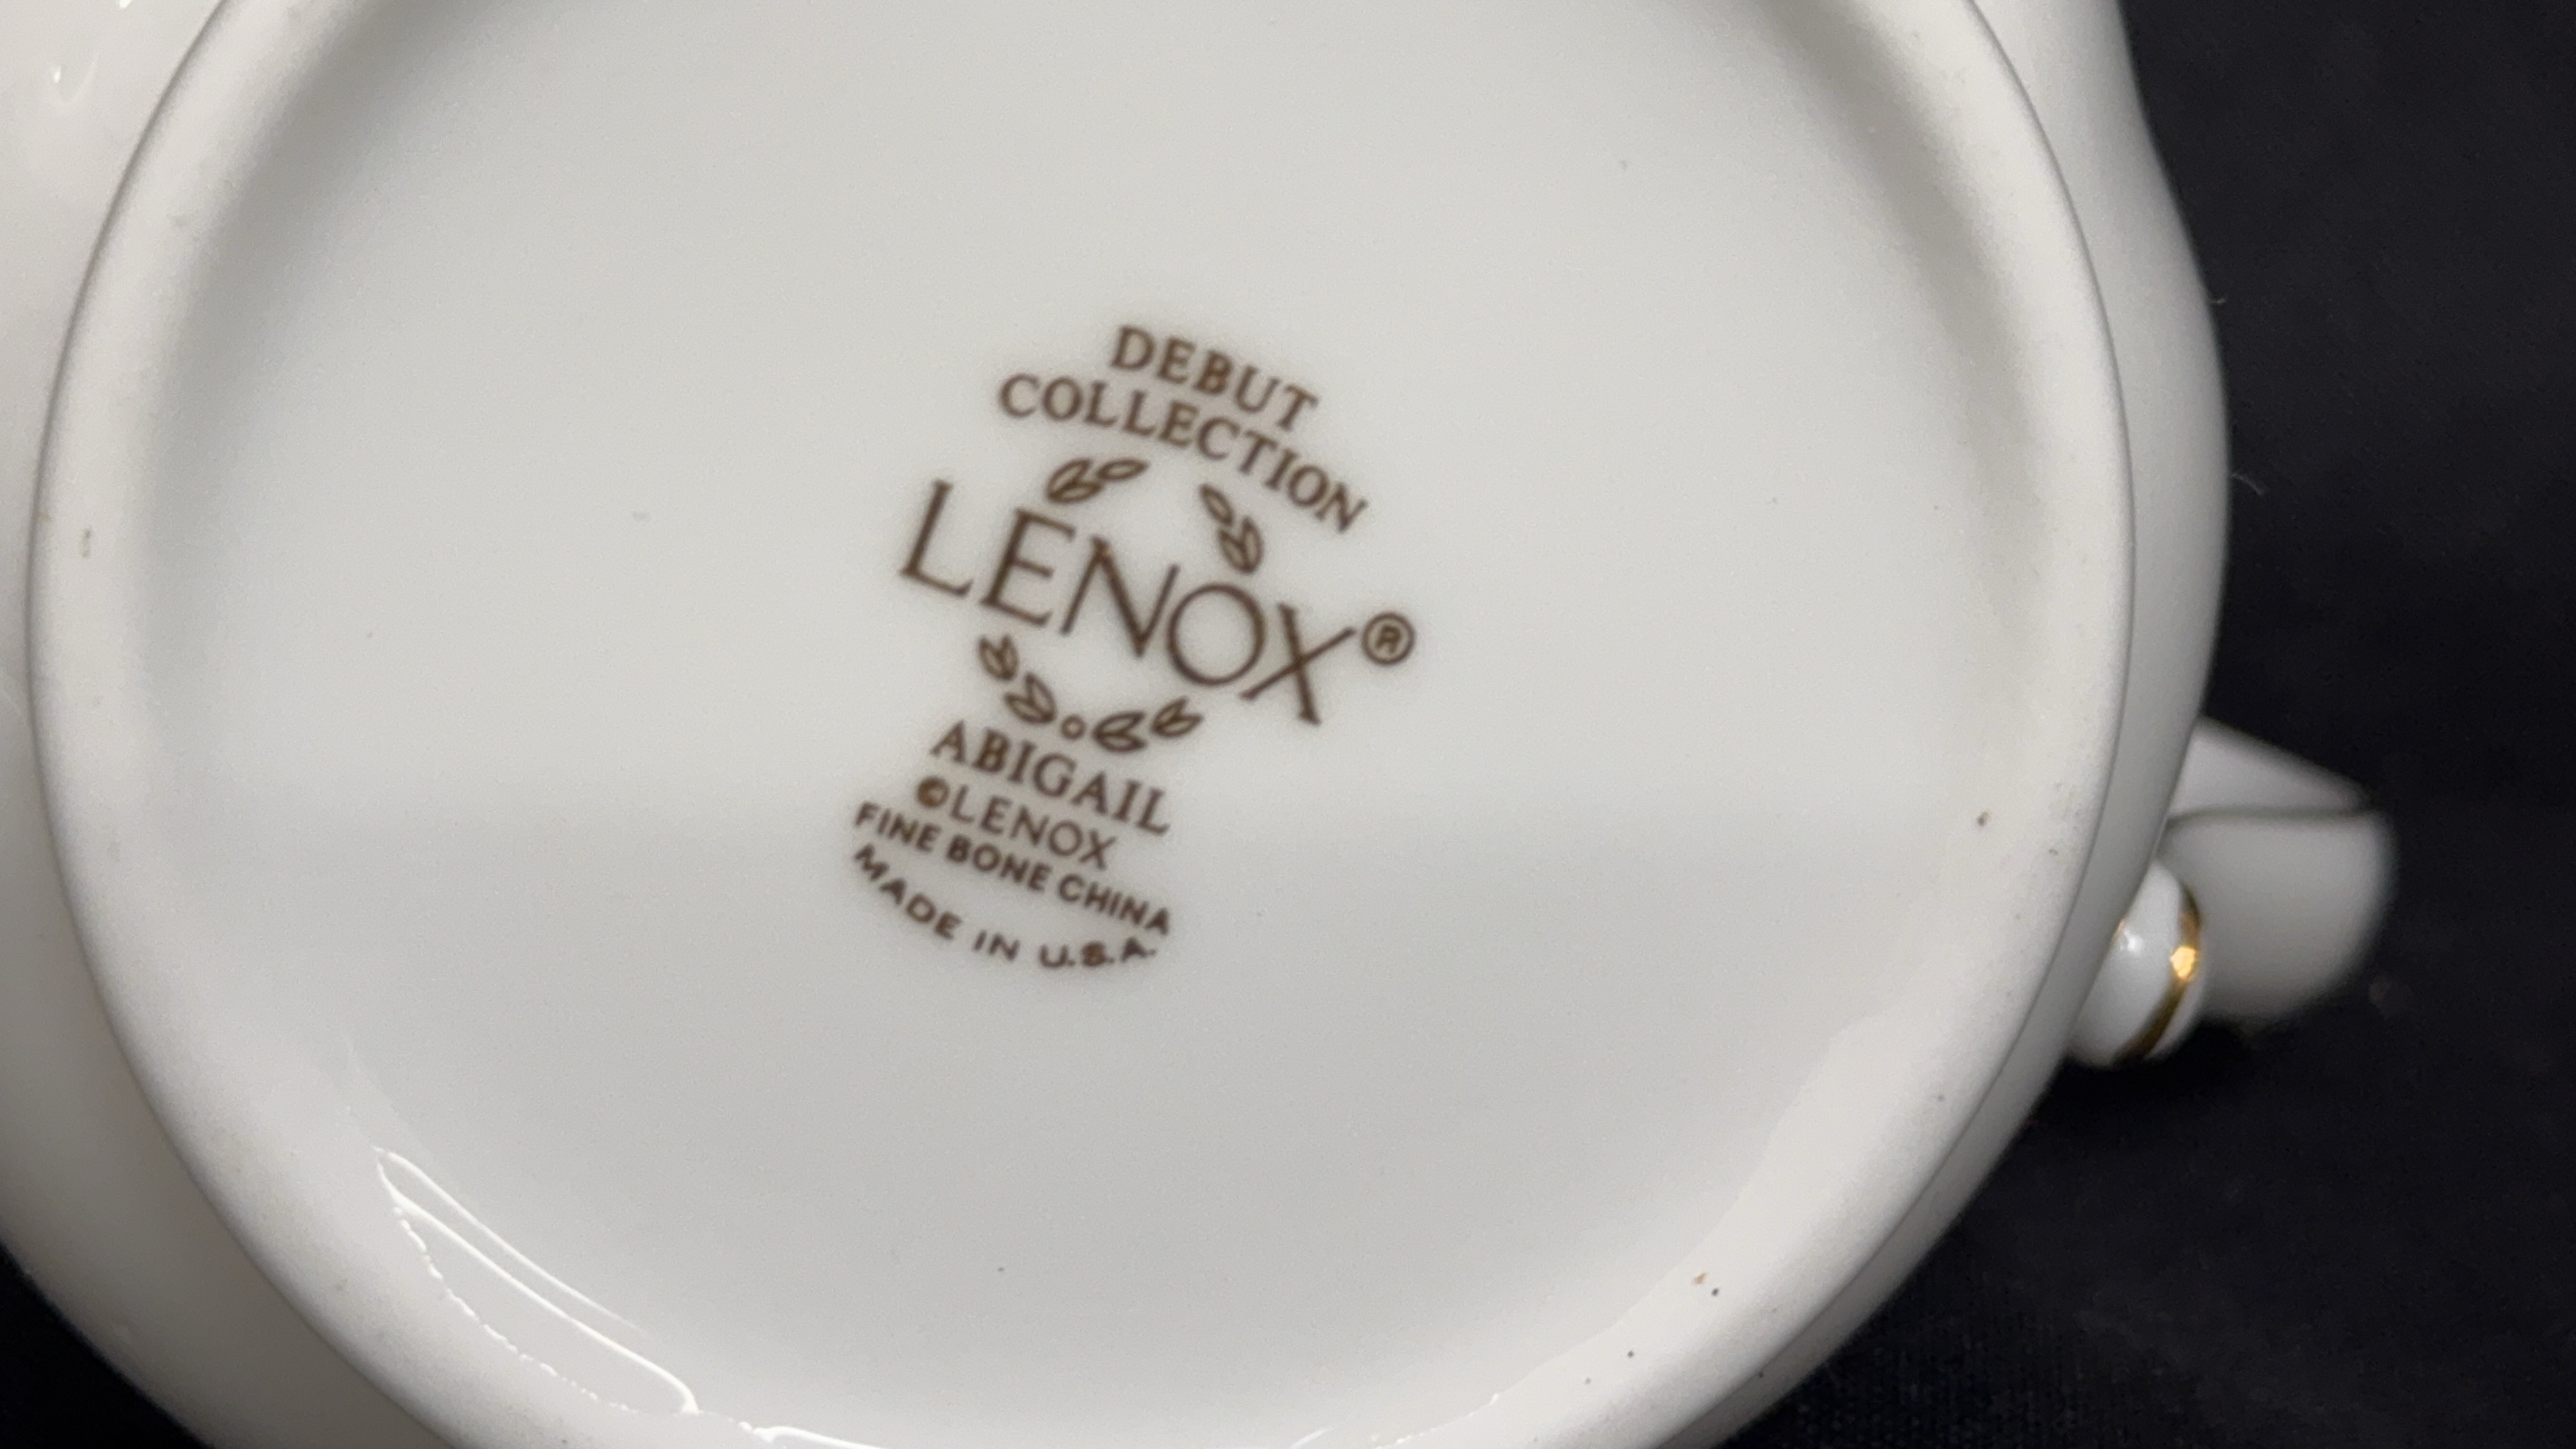 DEBUT
COLLECTION
LENOX®
ABIGAIL
©LENOX
FINE BONE CHINA
MADE IN U.S.A.